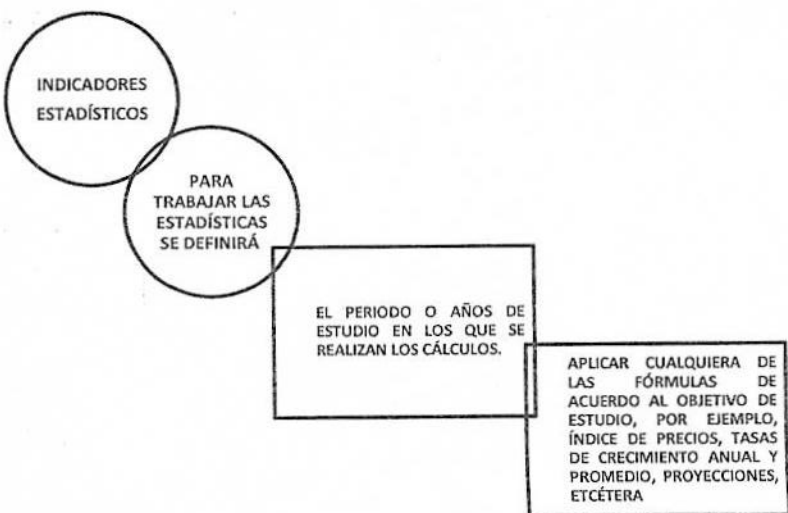 INDICADORES
ESTADÍSTICOS
PARA
TRABAJAR LAS
ESTADÍSTICAS
SE DEFINIRÁ
EL PERIODO O AÑOS DE
ESTUDIO EN LOS QUE SE
REALIZAN LOS CÁLCULOS.
APLICAR CUALQUIERA DE
LAS FÓRMULAS DE
ACUERDO AL OBJETIVO DE
ESTUDIO, POR EJEMPLO,
ÍNDICE DE PRECIOS, TASAS
DE CRECIMIENTO ANUAL Y
PROMEDIO, PROYECCIONES,
ETCÉTERA